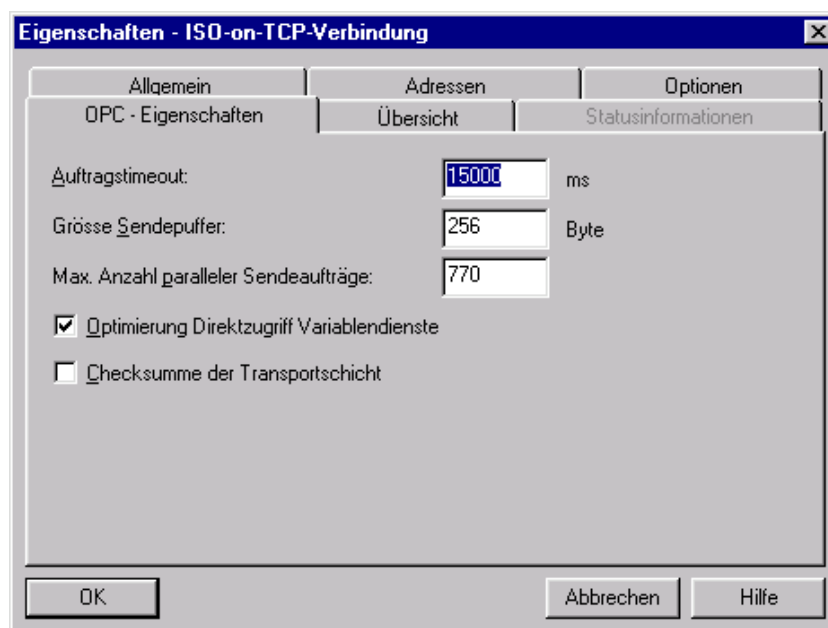 Eigenschaften - ISO-on-TCP-Verbindung
Allgemein Adressen Optionen
OPC - Eigenschaften Übersicht Statusinformationen
Auftragstimeout: 15000 ms
Grösse Sendepuffer: 256 Byte
Max. Anzahl paralleler Sendeaufträge: 770
Optimierung Direktzugriff Variablendienste
Checksumme der Transportschicht
OK Abbrechen Hilfe